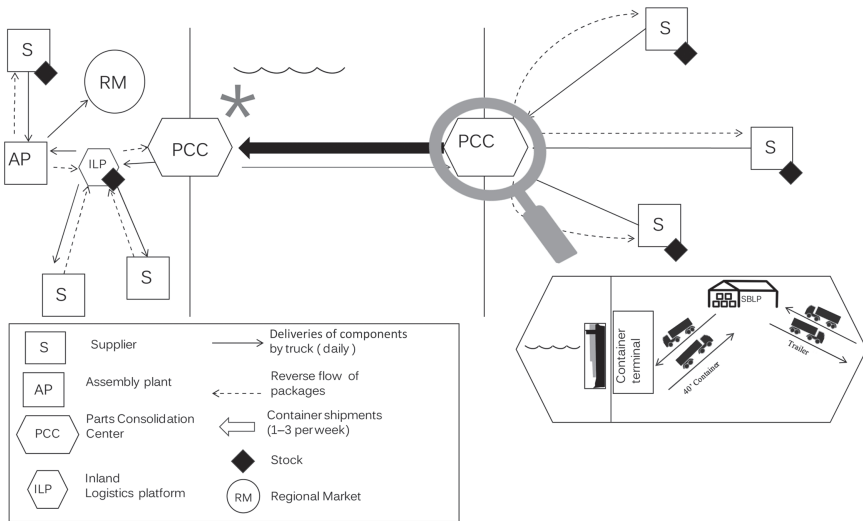 S
S
RM
PCC
PCC
AP
ILP
S
S
S
S
S
SBLP
Container
terminal
40' Container
Trailer
S
Supplier
Deliveries of components
by truck ( daily )
AP
Assembly plant
Reverse flow of
packages
PCC
Parts Consolidation
Center
Container shipments
(1–3 per week)
Stock
ILP
Inland
Logistics platform
RM
Regional Market